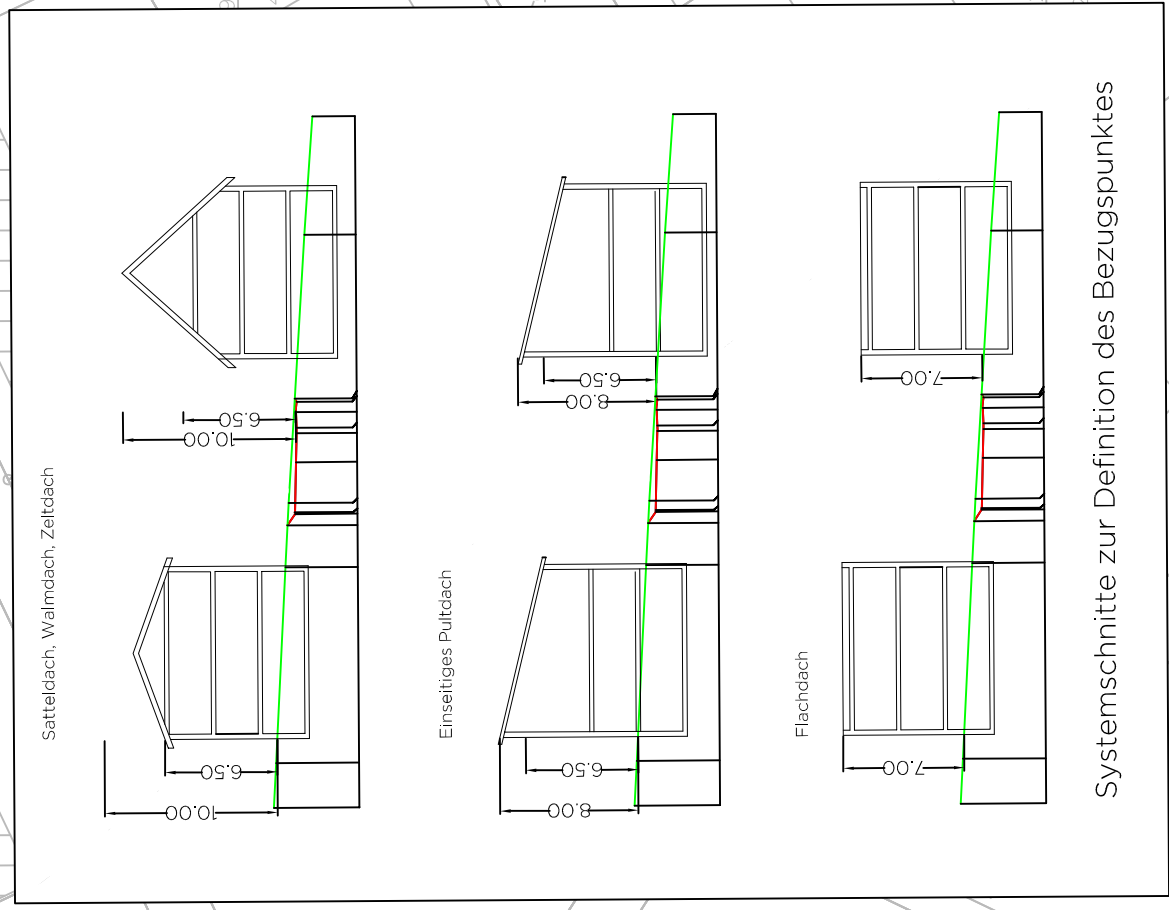 Satteldach, Walmdach, Zeltdach
10.00
6.50
10.00
6.50
Einseitiges Pultdach
8.00
6.50
8.00
6.50
Flachdach
7.00
7.00
Systemschnitte zur Definition des Bezugspunktes